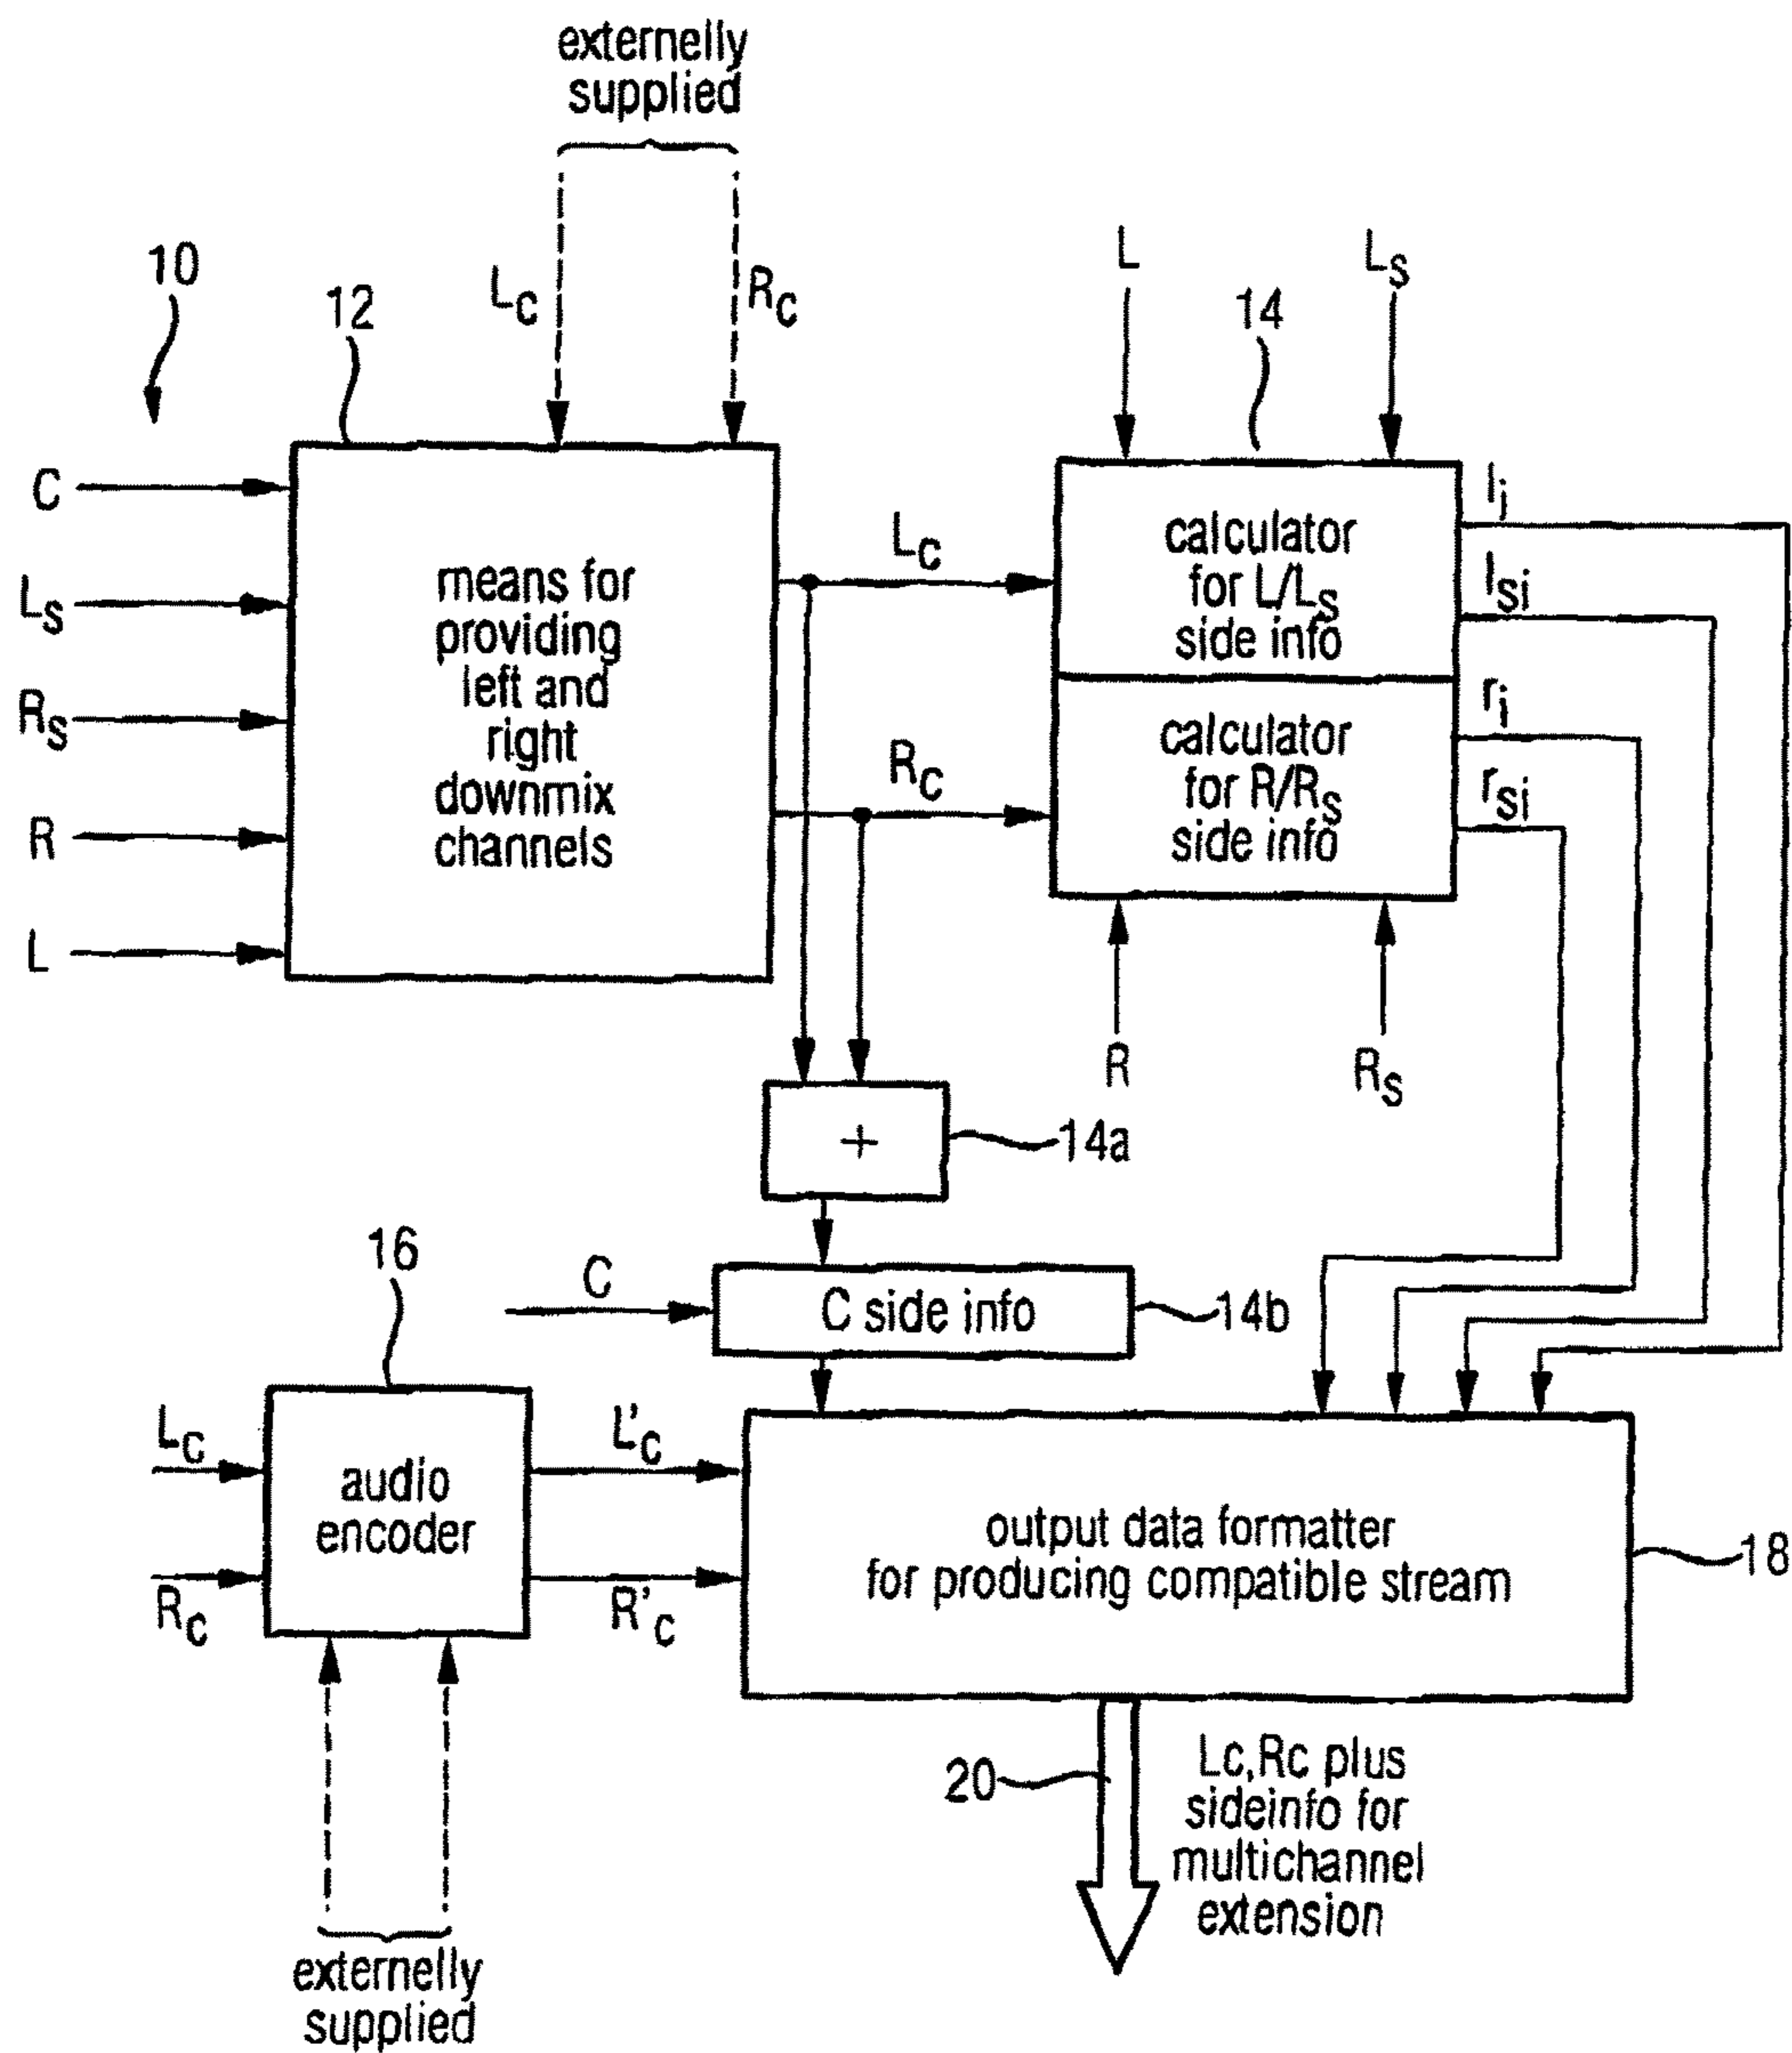 externelly
supplied
10
12
Lc
Rc
L
Ls
14
C
Ls
Rs
R
L
means for
providing
left and
right
downmix
channels
Lc
Rc
calculator
for L/Ls
side info
calculator
for R/Rs
side info
li
lsi
ri
rsi
R
Rs
+
14a
16
C
C side info
14b
Lc
Rc
audio
encoder
L'c
R'c
output data formatter
for producing compatible stream
18
20
Lc,Rc plus
sideinfo for
multichannel
extension
externelly
supplied